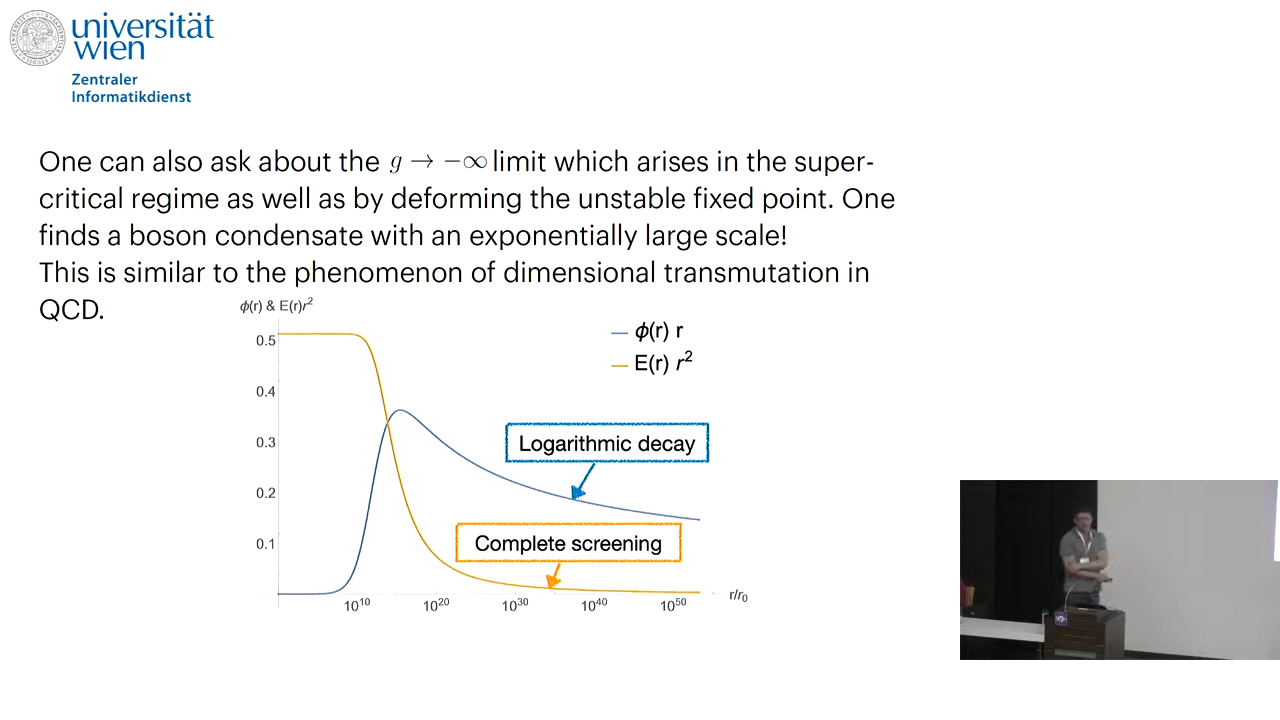 universität
wien
Zentraler
Informatikdienst
One can also ask about the g → −∞ limit which arises in the super-
critical regime as well as by deforming the unstable fixed point. One
finds a boson condensate with an exponentially large scale!
This is similar to the phenomenon of dimensional transmutation in
QCD.
ϕ(r) & E(r)r²
ϕ(r) r
E(r) r²
0.5
0.4
0.3
0.2
0.1
Logarithmic decay
Complete screening
10¹⁰ 10²⁰ 10³⁰ 10⁴⁰ 10⁵⁰ r/r₀